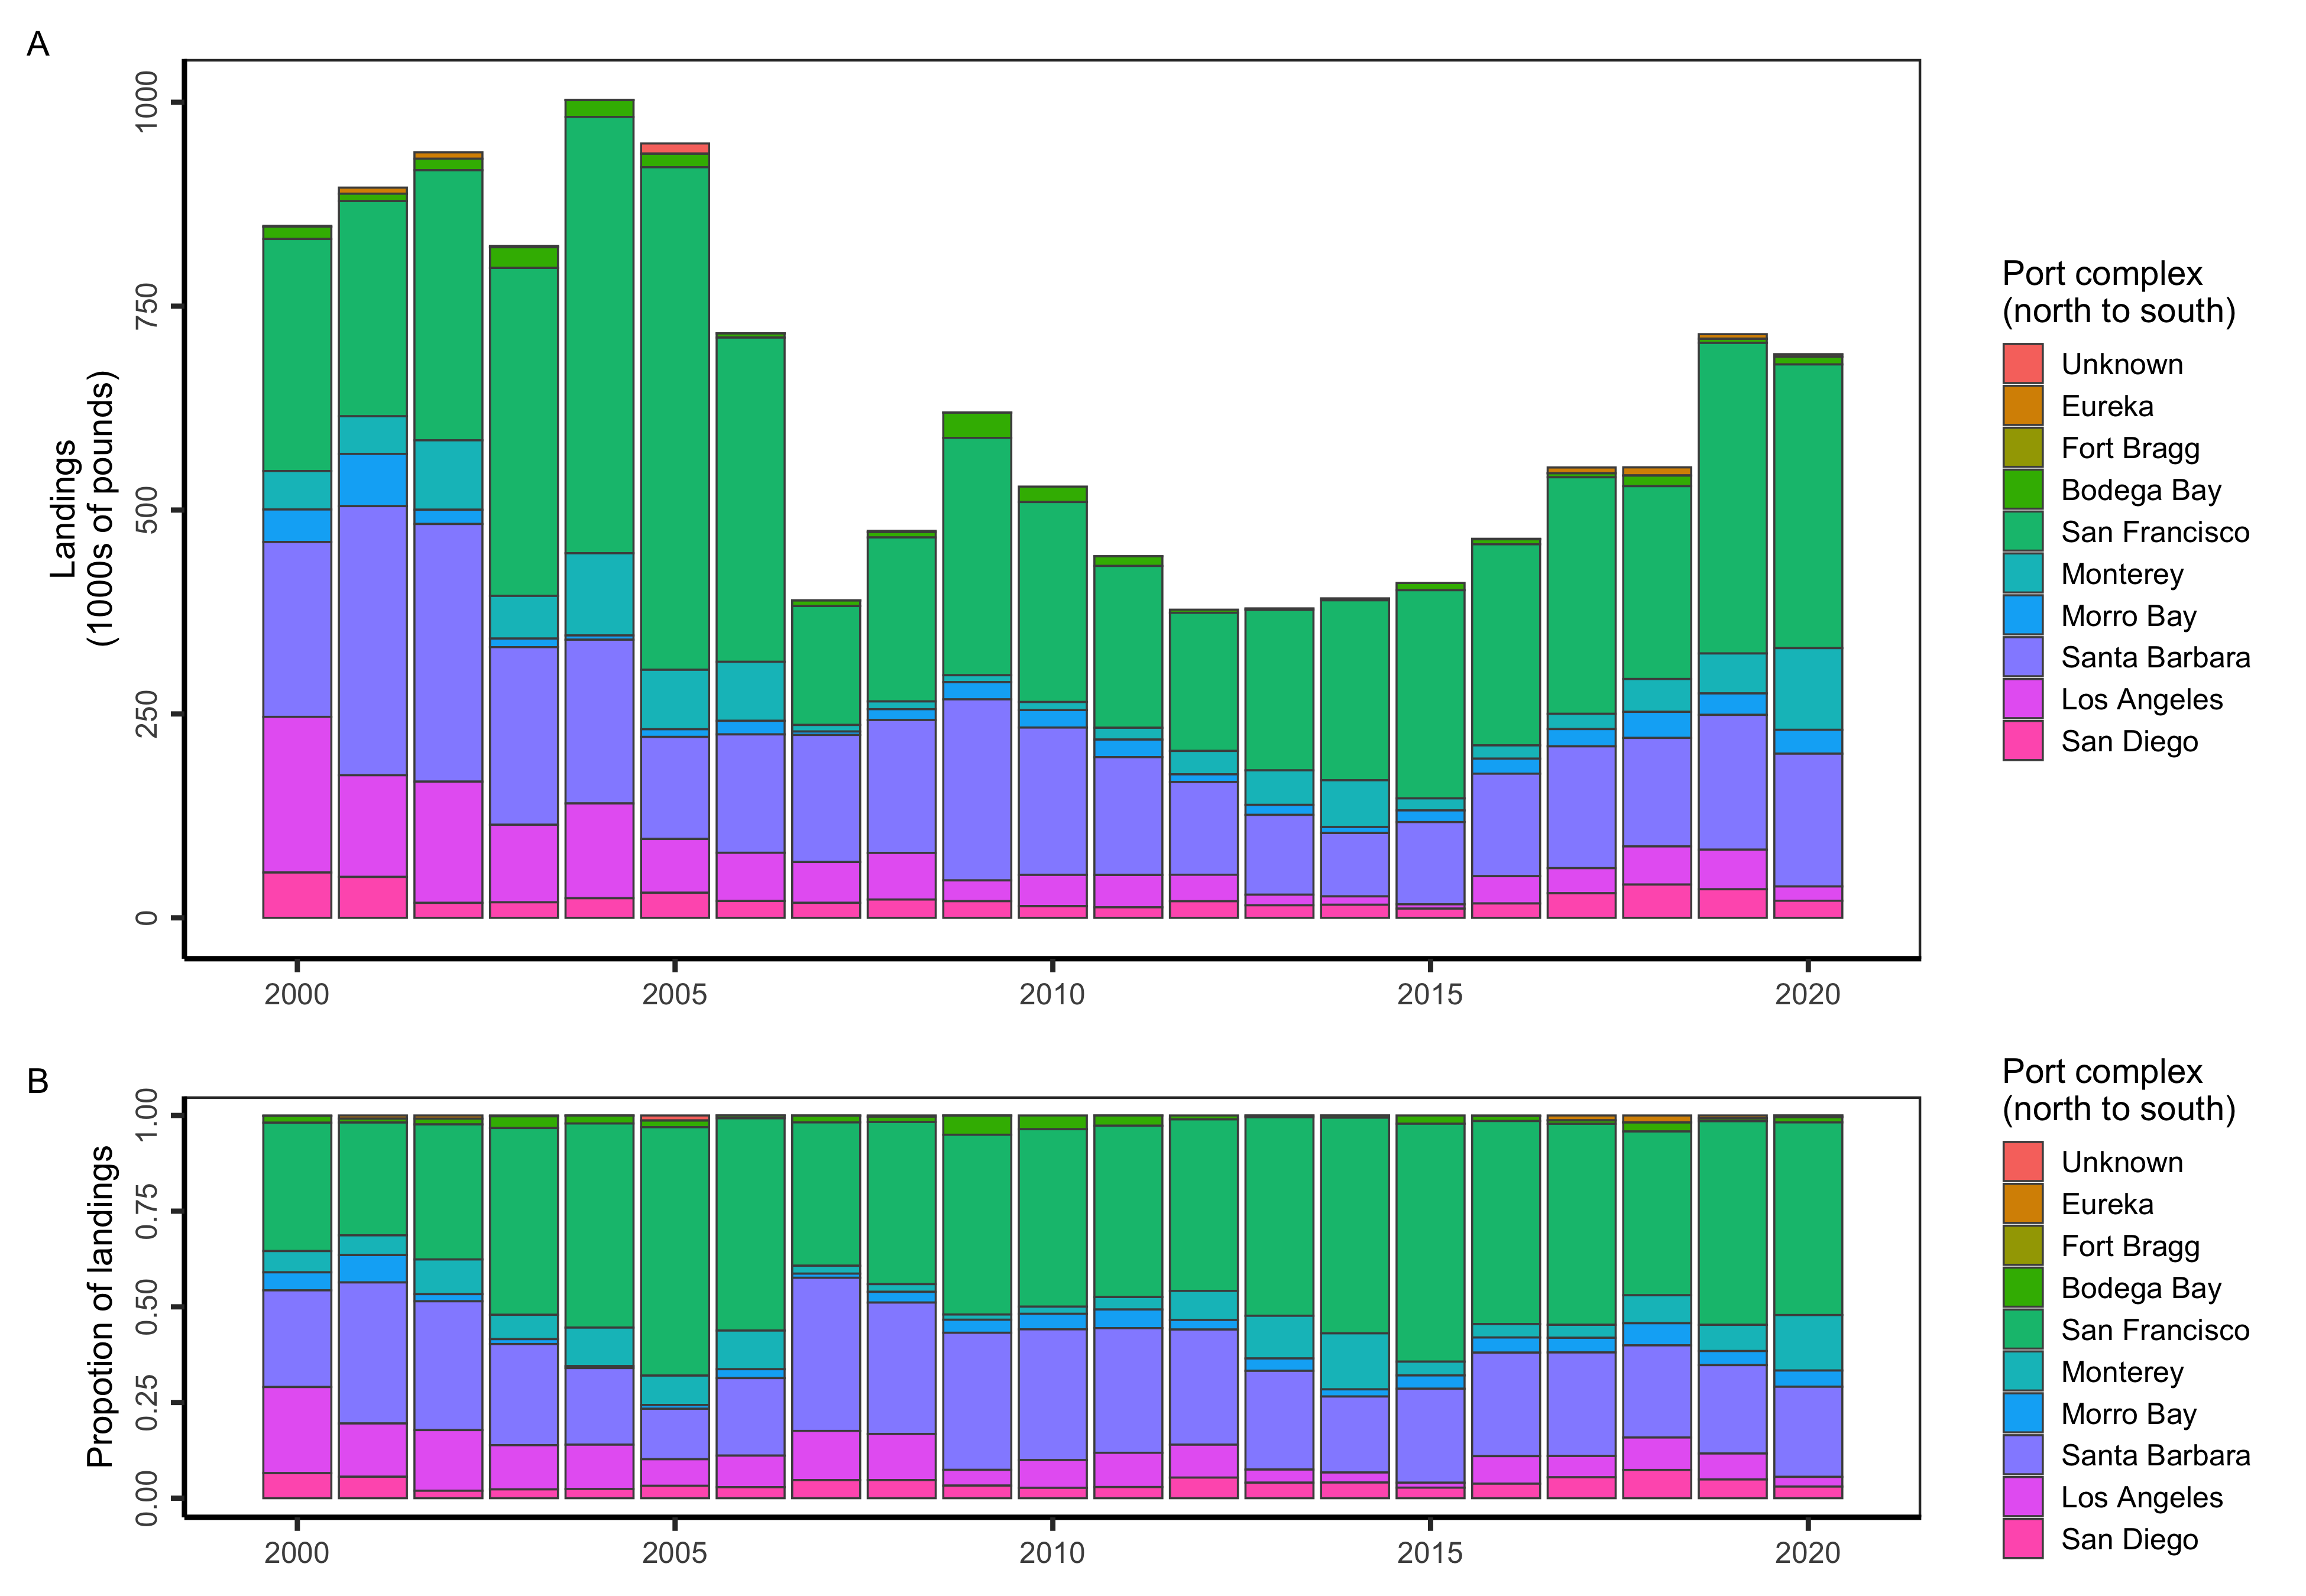 A
1000
750
500
250
0
Landings
(1000s of pounds)
2000 2005 2010 2015 2020
Port complex
(north to south)
Unknown
Eureka
Fort Bragg
Bodega Bay
San Francisco
Monterey
Morro Bay
Santa Barbara
Los Angeles
San Diego
B
1.00
0.75
0.50
0.25
0.00
Propotion of landings
2000 2005 2010 2015 2020
Port complex
(north to south)
Unknown
Eureka
Fort Bragg
Bodega Bay
San Francisco
Monterey
Morro Bay
Santa Barbara
Los Angeles
San Diego